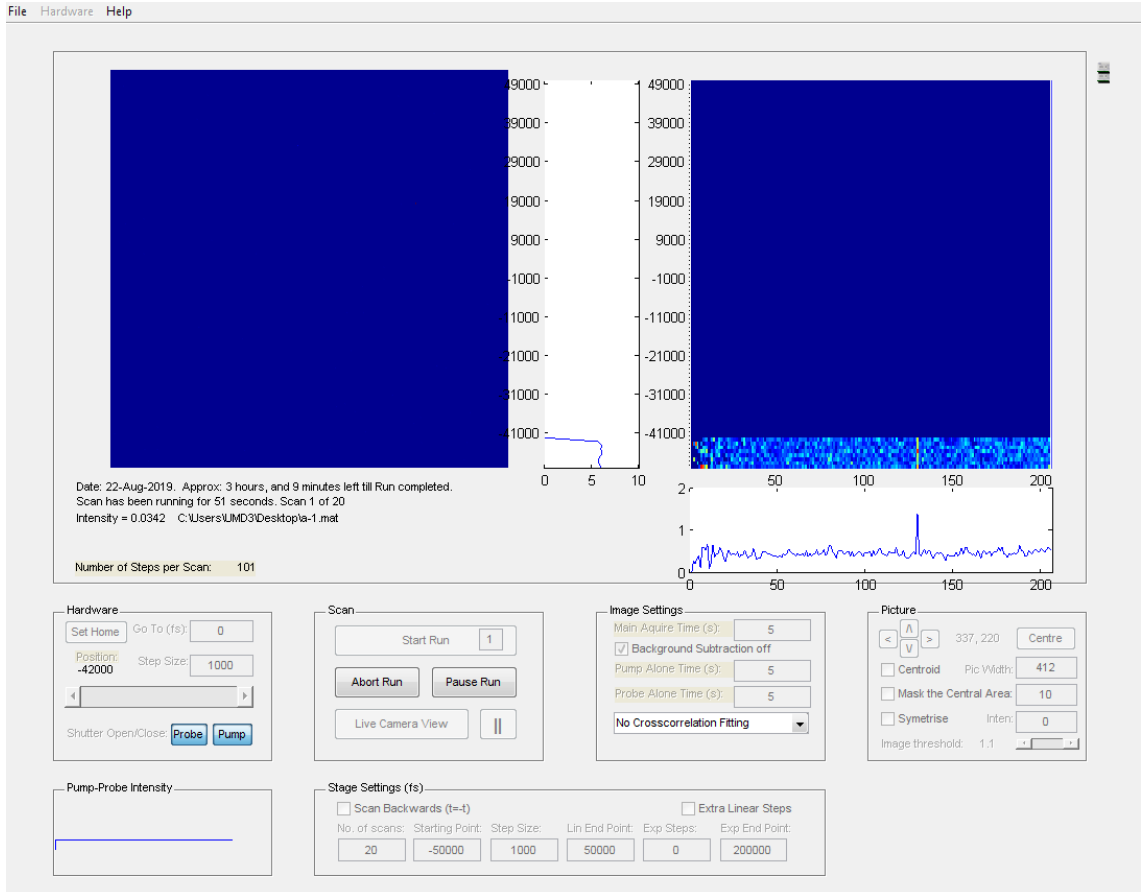 File Hardware Help
49000 49000
39000 39000
29000 29000
9000 19000
9000 9000
-1000 -1000
11000 -11000
21000 -21000
31000 -31000
41000 -41000
0 5 10
50 100 150 200
Date: 22-Aug-2019. Approx: 3 hours, and 9 minutes left till Run completed.
Scan has been running for 51 seconds. Scan 1 of 20
Intensity = 0.0342 C:\Users\UMD3\Desktop\a-1.mat
2
1
0
0 50 100 150 200
Number of Steps per Scan: 101
Hardware
Set Home Go To (fs): 0
Position: -42000 Step Size: 1000
Shutter Open/Close: Probe Pump
Scan
Start Run 1
Abort Run Pause Run
Live Camera View ||
Image Settings
Main Aquire Time (s): 5
Background Subtraction off
Pump Alone Time (s): 5
Probe Alone Time (s): 5
No Crosscorrelation Fitting
Picture
< /\ V > 337, 220 Centre
Centroid Pic Width: 412
Mask the Central Area: 10
Symetrise Inten: 0
Image threshold: 1.1
Pump-Probe Intensity
Stage Settings (fs)
Scan Backwards (t=-t) Extra Linear Steps
No. of scans: Starting Point: Step Size: Lin End Point: Exp Steps: Exp End Point:
20 -50000 1000 50000 0 200000